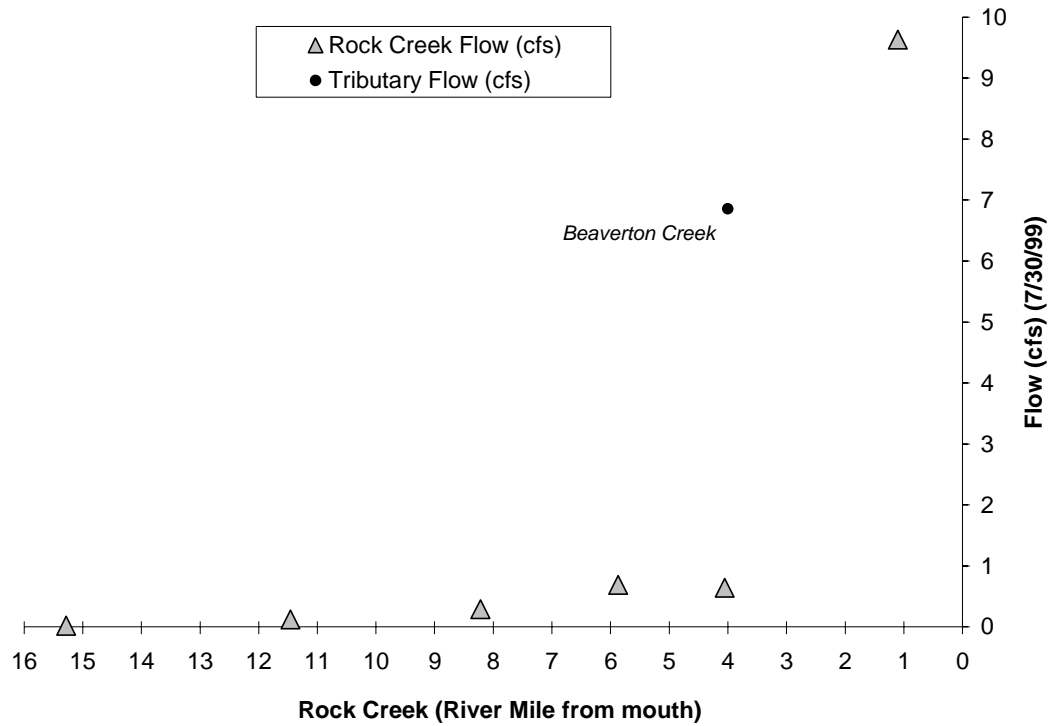 Rock Creek Flow (cfs)
Tributary Flow (cfs)
Beaverton Creek
10
9
8
7
6
5
4
3
2
1
0
Flow (cfs) (7/30/99)
16 15 14 13 12 11 10 9 8 7 6 5 4 3 2 1 0
Rock Creek (River Mile from mouth)